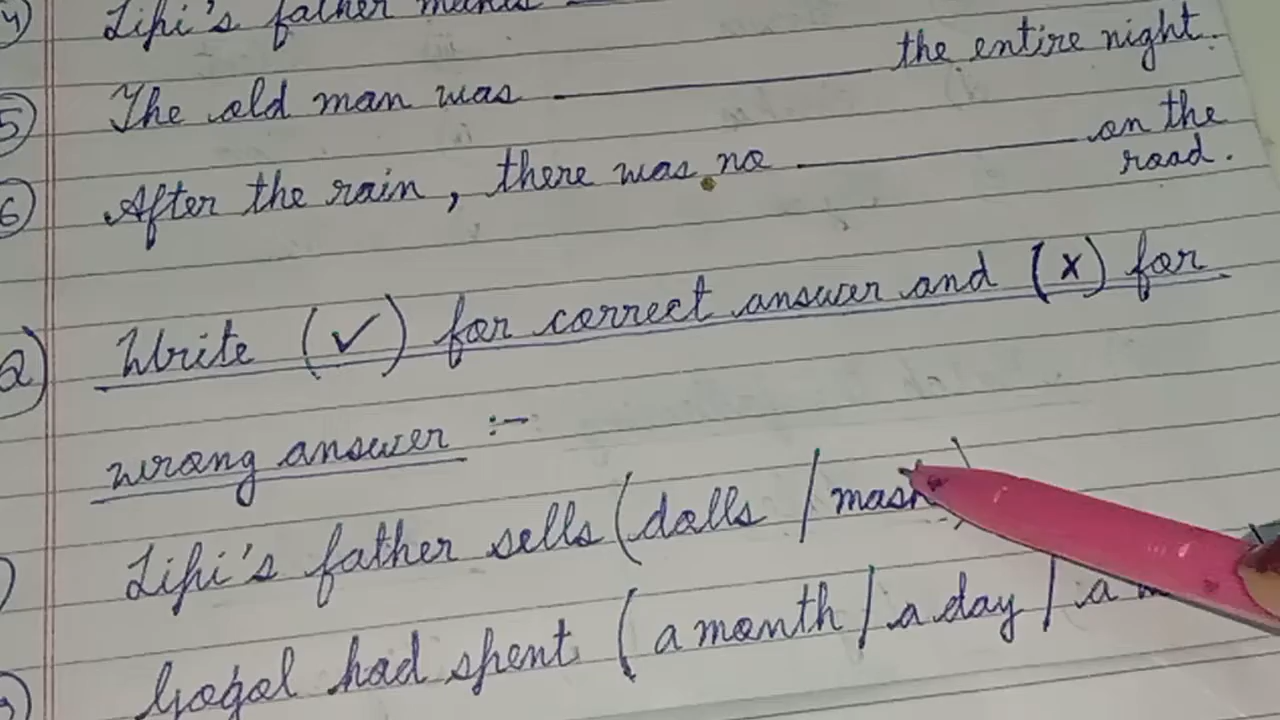 4) Lipi's father
5) The old man was ______ the entire night.
6) After the rain, there was no ______ on the
road.
2) Write (✓) for correct answer and (x) for
wrong answer :-
Lipi's father sells (dolls /
Gogol had spent (a month / a day / a